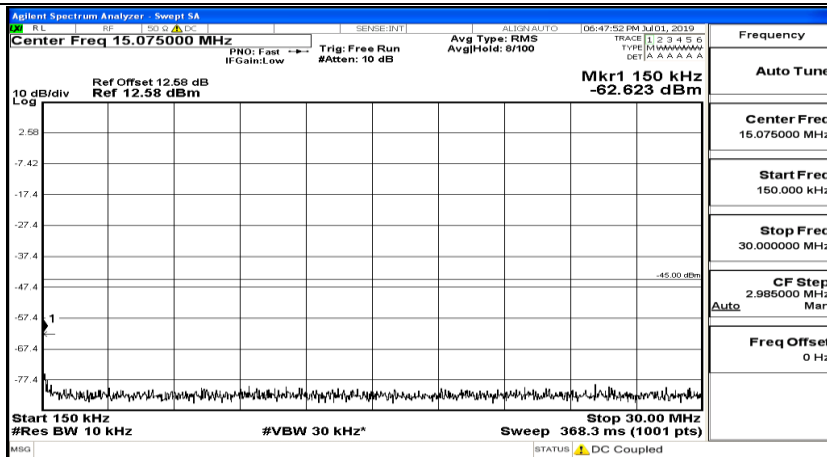 Agilent Spectrum Analyzer - Swept SA
LXI RL RF 50 Ω DC SENSE:INT ALIGN AUTO 06:47:52 PM Jul 01, 2019
Center Freq 15.075000 MHz
PNO: Fast
IFGain:Low
Trig: Free Run
#Atten: 10 dB
Avg Type: RMS
Avg|Hold: 8/100
TRACE 1 2 3 4 5 6
TYPE M WWWWW
DET A A A A A A
Ref Offset 12.58 dB
10 dB/div Ref 12.58 dBm
Log
Mkr1 150 kHz
-62.623 dBm
2.58
-7.42
-17.4
-27.4
-37.4
-45.00 dBm
-47.4
-57.4
1
-67.4
-77.4
Start 150 kHz Stop 30.00 MHz
#Res BW 10 kHz #VBW 30 kHz* Sweep 368.3 ms (1001 pts)
MSG STATUS DC Coupled
Frequency
Auto Tune
Center Freq
15.075000 MHz
Start Freq
150.000 kHz
Stop Freq
30.000000 MHz
CF Step
2.985000 MHz
Auto Man
Freq Offset
0 Hz